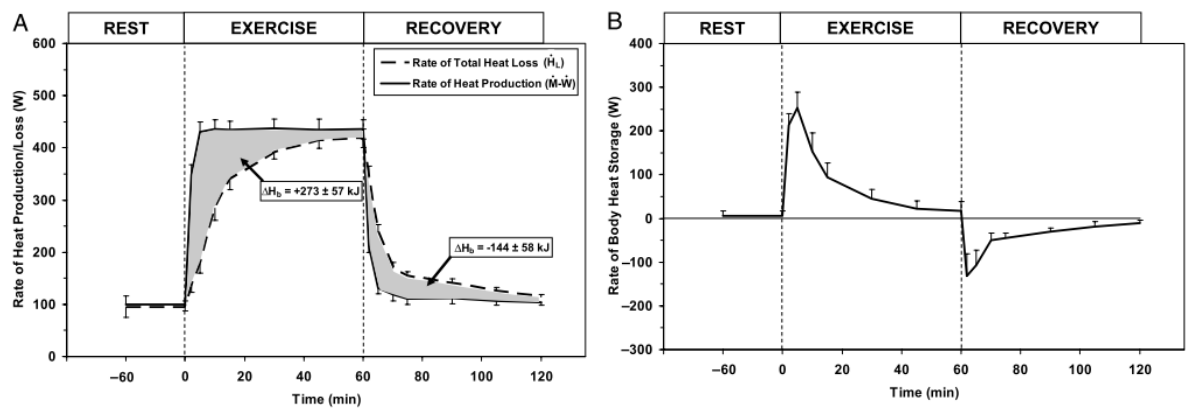 A
REST
EXERCISE
RECOVERY
600
500
400
300
200
100
0
Rate of Heat Production/Loss (W)
Rate of Total Heat Loss (Ḣ_L)
Rate of Heat Production (Ṁ-Ẇ)
ΔH_b = +273 ± 57 kJ
ΔH_b = -144 ± 58 kJ
–60 0 20 40 60 80 100 120
Time (min)
B
REST
EXERCISE
RECOVERY
400
300
200
100
0
−100
−200
−300
Rate of Body Heat Storage (W)
–60 0 20 40 60 80 100 120
Time (min)